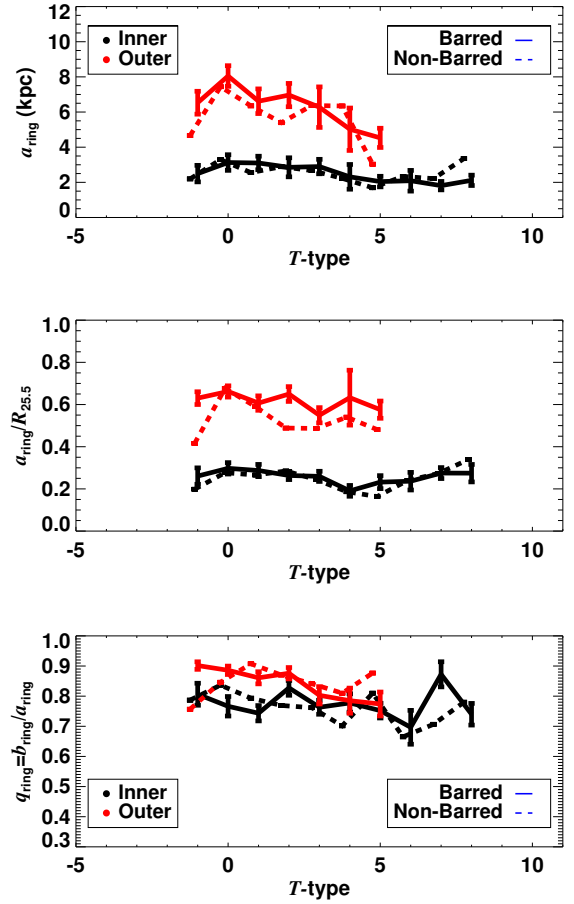 12
10
8
6
4
2
0
a_ring (kpc)
Inner
Outer
Barred
Non-Barred
-5 0 5 10
T-type
1.0
0.8
0.6
0.4
0.2
0.0
a_ring/R_25.5
-5 0 5 10
T-type
1.0
0.9
0.8
0.7
0.6
0.5
0.4
0.3
q_ring=b_ring/a_ring
Inner
Outer
Barred
Non-Barred
-5 0 5 10
T-type